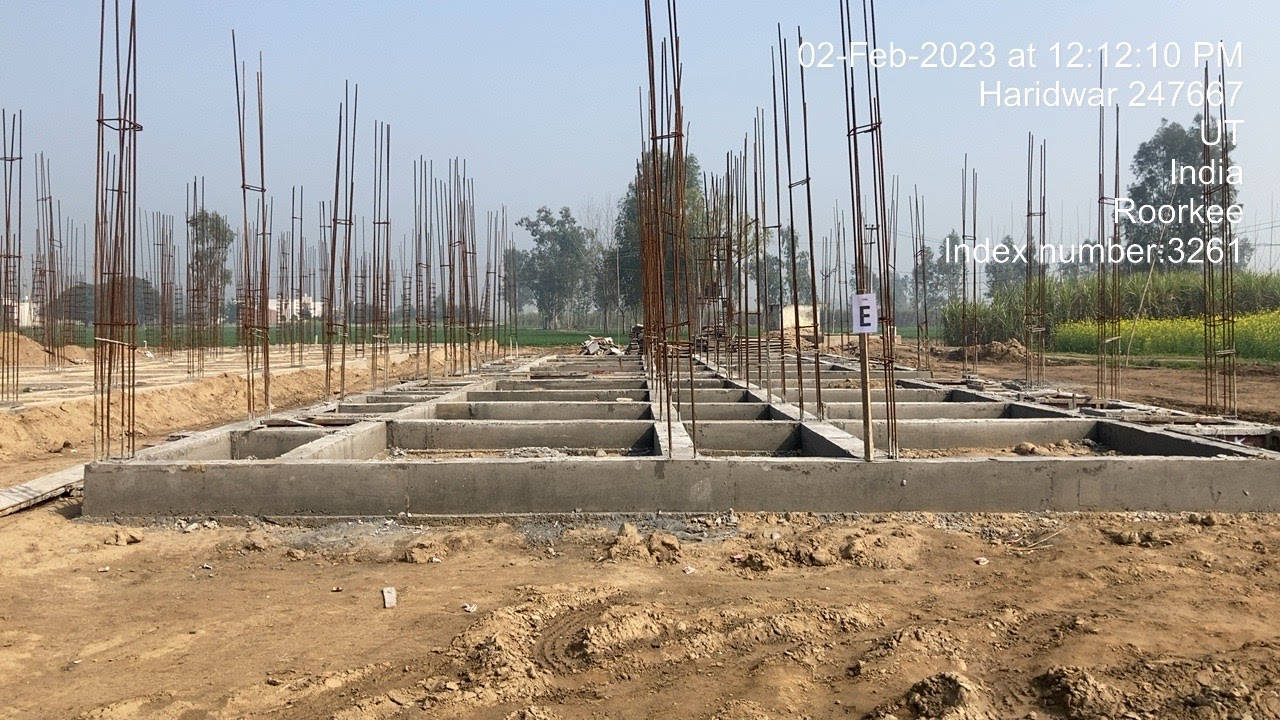 02-Feb-2023 at 12:12:10 PM
Haridwar 247667
UT
India
Roorkee
Index number:3261
E